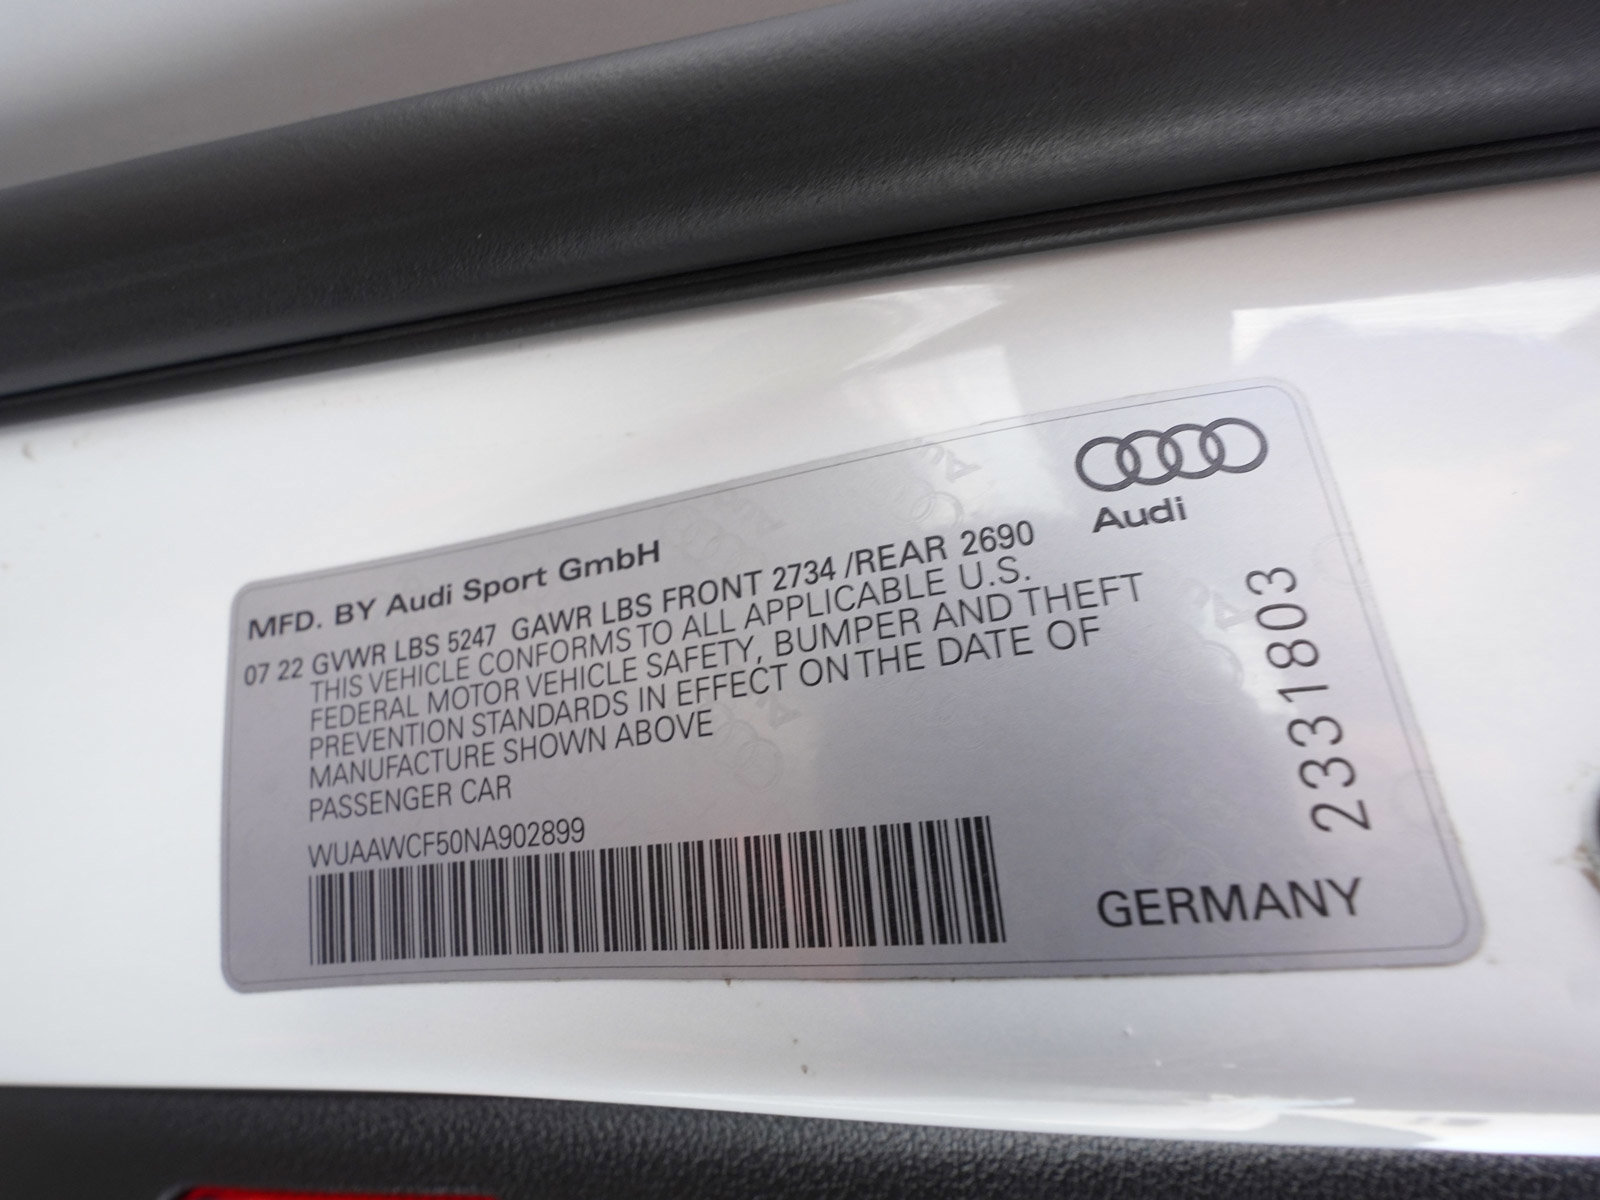 MFD. BY Audi Sport GmbH
07 22 GVWR LBS 5247 GAWR LBS FRONT 2734 /REAR 2690
THIS VEHICLE CONFORMS TO ALL APPLICABLE U.S.
FEDERAL MOTOR VEHICLE SAFETY, BUMPER AND THEFT
PREVENTION STANDARDS IN EFFECT ON THE DATE OF
MANUFACTURE SHOWN ABOVE
PASSENGER CAR
WUAAWCF50NA902899
Audi
2331803
GERMANY